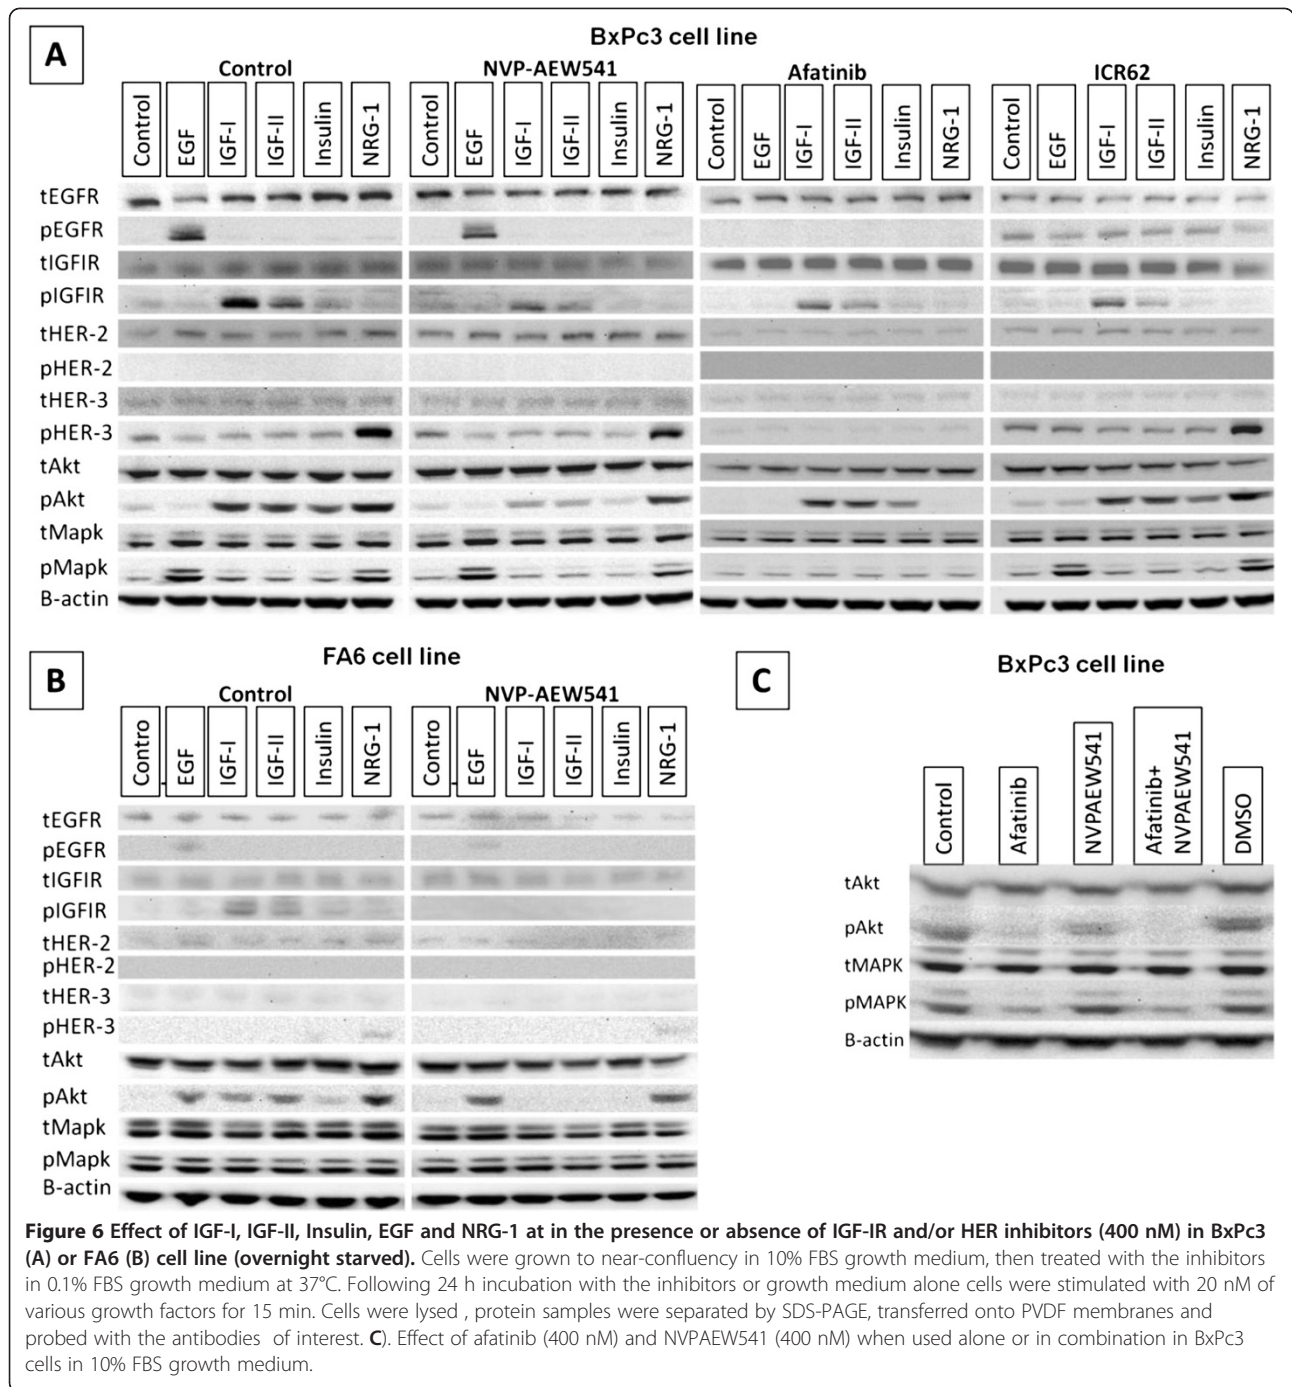 A
BxPc3 cell line
Control
NVP-AEW541
Afatinib
ICR62
Control
EGF
IGF-I
IGF-II
Insulin
NRG-1
Control
EGF
IGF-I
IGF-II
Insulin
NRG-1
Control
EGF
IGF-I
IGF-II
Insulin
NRG-1
Control
EGF
IGF-I
IGF-II
Insulin
NRG-1
tEGFR
pEGFR
tIGFIR
pIGFIR
tHER-2
pHER-2
tHER-3
pHER-3
tAkt
pAkt
tMapk
pMapk
B-actin
B
FA6 cell line
Control
NVP-AEW541
Contro
EGF
IGF-I
IGF-II
Insulin
NRG-1
Contro
EGF
IGF-I
IGF-II
Insulin
NRG-1
tEGFR
pEGFR
tIGFIR
pIGFIR
tHER-2
pHER-2
tHER-3
pHER-3
tAkt
pAkt
tMapk
pMapk
B-actin
C
BxPc3 cell line
Control
Afatinib
NVPAEW541
Afatinib+
NVPAEW541
DMSO
tAkt
pAkt
tMAPK
pMAPK
B-actin
Figure 6 Effect of IGF-I, IGF-II, Insulin, EGF and NRG-1 at in the presence or absence of IGF-IR and/or HER inhibitors (400 nM) in BxPc3
(A) or FA6 (B) cell line (overnight starved). Cells were grown to near-confluency in 10% FBS growth medium, then treated with the inhibitors
in 0.1% FBS growth medium at 37°C. Following 24 h incubation with the inhibitors or growth medium alone cells were stimulated with 20 nM of
various growth factors for 15 min. Cells were lysed , protein samples were separated by SDS-PAGE, transferred onto PVDF membranes and
probed with the antibodies of interest. C). Effect of afatinib (400 nM) and NVPAEW541 (400 nM) when used alone or in combination in BxPc3
cells in 10% FBS growth medium.